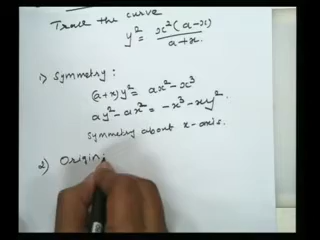 Trace the curve
y² = x²(a-x) / a+x.
1) Symmetry:
(a+x)y² = ax² - x³
ay² - ax² = -x³ - xy².
Symmetry about x-axis.
2) Origin: